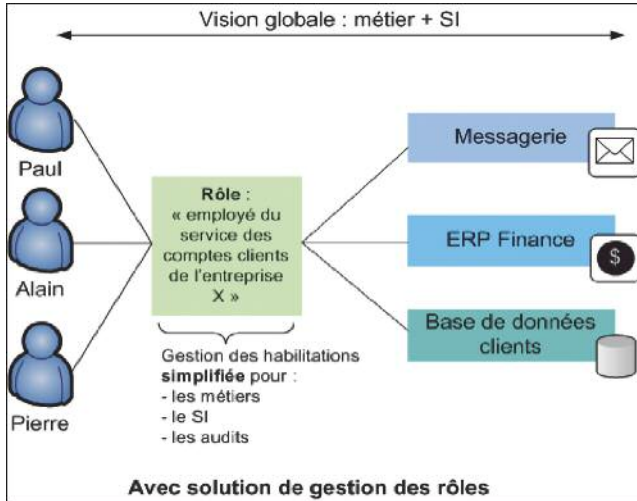 Vision globale : métier + SI
Paul
Alain
Pierre
Rôle :
« employé du
service des
comptes clients
de l'entreprise
X »
Gestion des habilitations
simplifiée pour :
- les métiers
- le SI
- les audits
Messagerie
ERP Finance
$
Base de données
clients
Avec solution de gestion des rôles